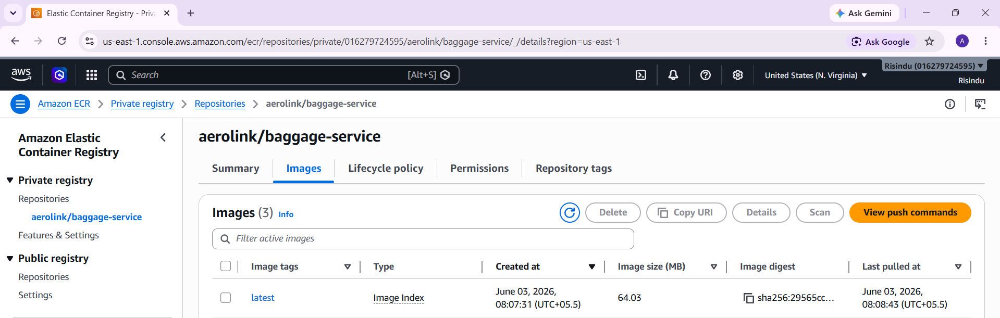 Elastic Container Registry - Priva
Ask Gemini
us-east-1.console.aws.amazon.com/ecr/repositories/private/016279724595/aerolink/baggage-service/_/details?region=us-east-1
Ask Google
A
aws
Search
[Alt+S]
United States (N. Virginia)
Risindu (016279724595)
Risindu
Amazon ECR
Private registry
Repositories
aerolink/baggage-service
Amazon Elastic
Container Registry
Private registry
Repositories
aerolink/baggage-service
Features & Settings
Public registry
Repositories
Settings
aerolink/baggage-service
Summary
Images
Lifecycle policy
Permissions
Repository tags
Images (3) Info
Delete
Copy URI
Details
Scan
View push commands
Filter active images
Image tags
Type
Created at
Image size (MB)
Image digest
Last pulled at
latest
Image Index
June 03, 2026,
08:07:31 (UTC+05.5)
64.03
sha256:29565cc...
June 03, 2026,
08:08:43 (UTC+05.5)